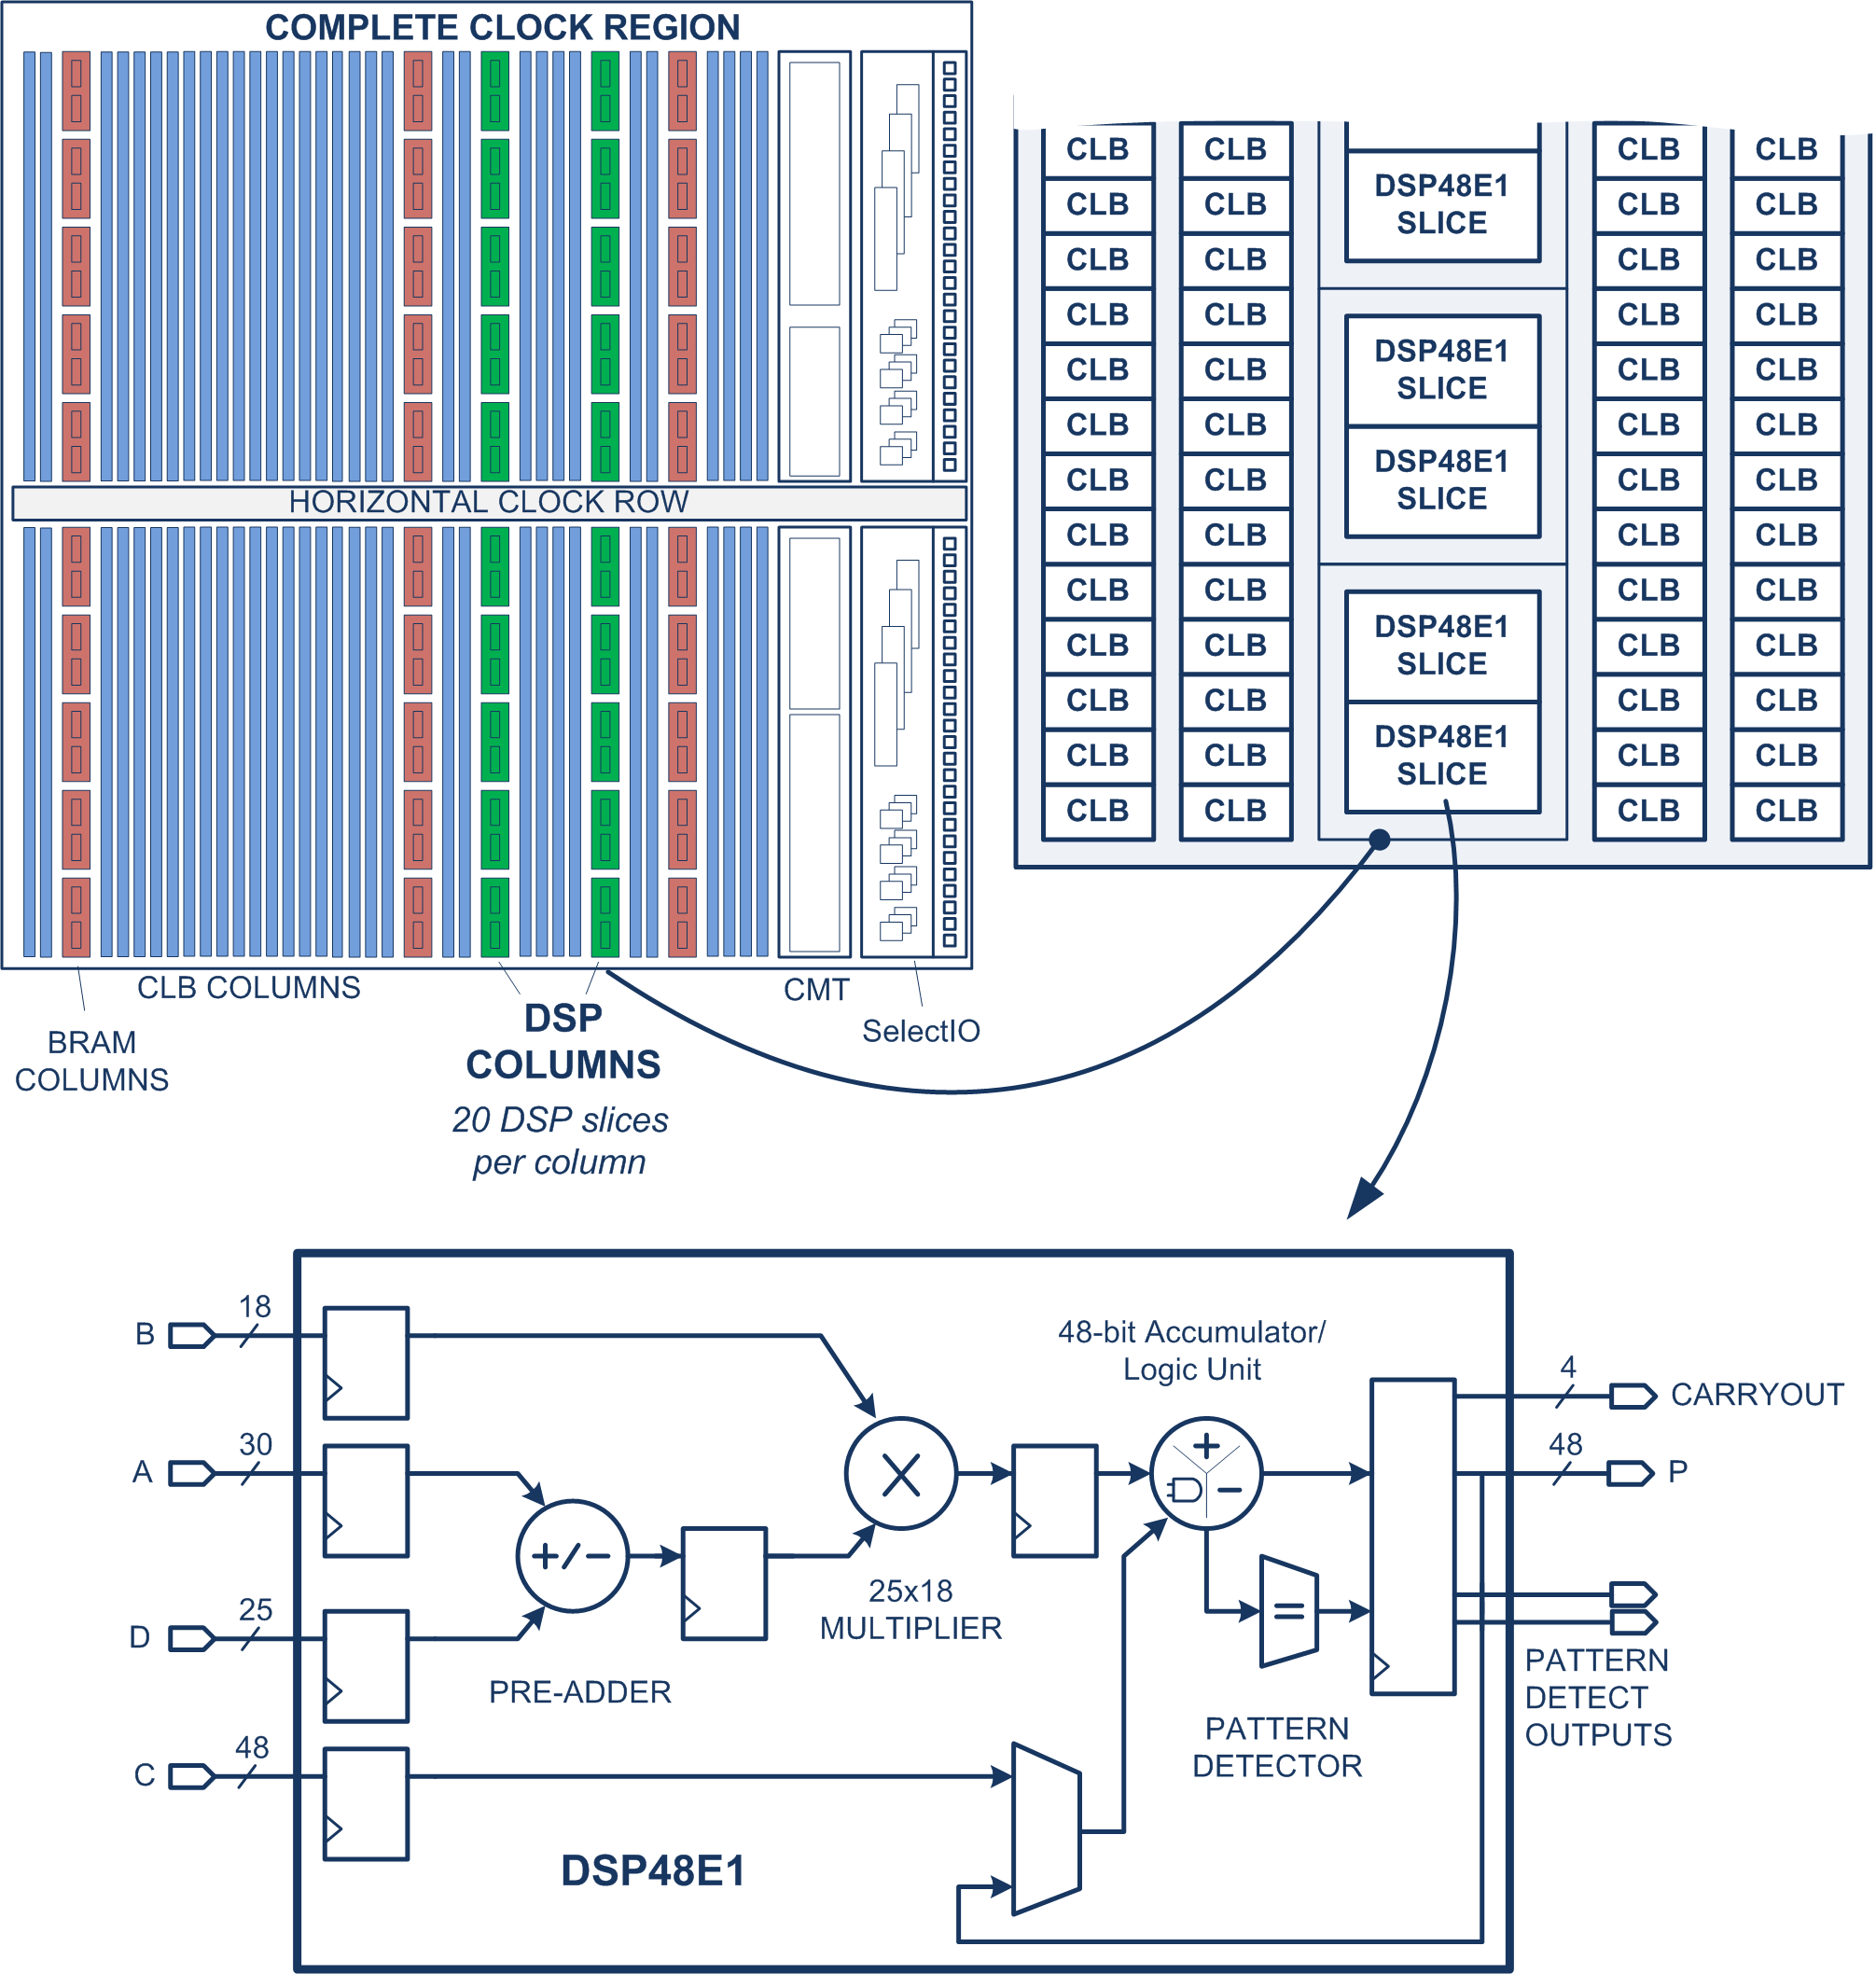 COMPLETE CLOCK REGION
HORIZONTAL CLOCK ROW
BRAM
COLUMNS
CLB COLUMNS
DSP
COLUMNS
20 DSP slices
per column
CMT
SelectIO
CLB CLB CLB CLB
DSP48E1
SLICE
CLB CLB CLB CLB
CLB CLB CLB CLB
CLB CLB CLB CLB
DSP48E1
SLICE
CLB CLB CLB CLB
CLB CLB CLB CLB
DSP48E1
SLICE
CLB CLB CLB CLB
CLB CLB CLB CLB
CLB CLB CLB CLB
DSP48E1
SLICE
CLB CLB CLB CLB
CLB CLB CLB CLB
DSP48E1
SLICE
CLB CLB CLB CLB
CLB CLB CLB CLB
B 18
A 30
D 25
C 48
+/−
PRE-ADDER
X
25x18
MULTIPLIER
48-bit Accumulator/
Logic Unit
+
−
=
PATTERN
DETECTOR
4 CARRYOUT
48 P
PATTERN
DETECT
OUTPUTS
DSP48E1